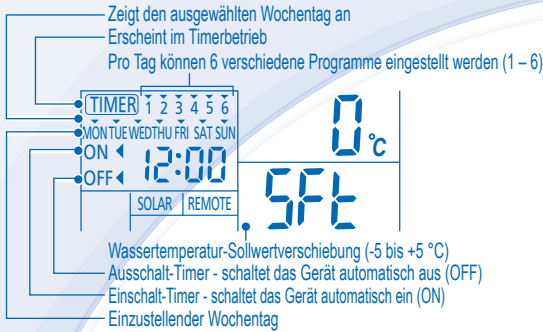 Zeigt den ausgewählten Wochentag an
Erscheint im Timerbetrieb
Pro Tag können 6 verschiedene Programme eingestellt werden (1 – 6)
TIMER 1 2 3 4 5 6
MON TUE WED THU FRI SAT SUN
ON
OFF
12:00
0 °C
SOLAR REMOTE
.SFt
Wassertemperatur-Sollwertverschiebung (-5 bis +5 °C)
Ausschalt-Timer - schaltet das Gerät automatisch aus (OFF)
Einschalt-Timer - schaltet das Gerät automatisch ein (ON)
Einzustellender Wochentag